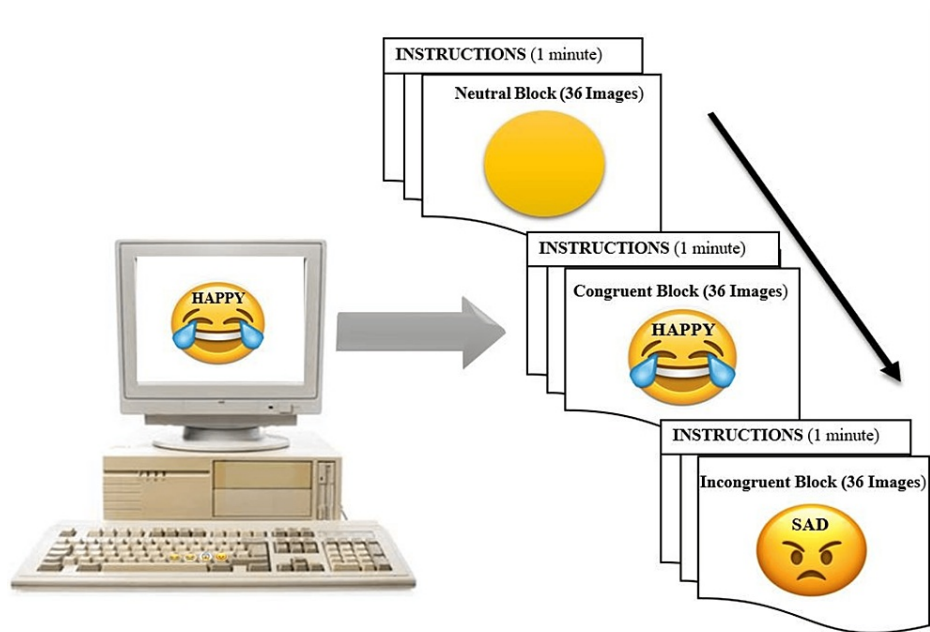 INSTRUCTIONS (1 minute)
Neutral Block (36 Images)
HAPPY
INSTRUCTIONS (1 minute)
Congruent Block (36 Images)
HAPPY
INSTRUCTIONS (1 minute)
Incongruent Block (36 Images)
SAD